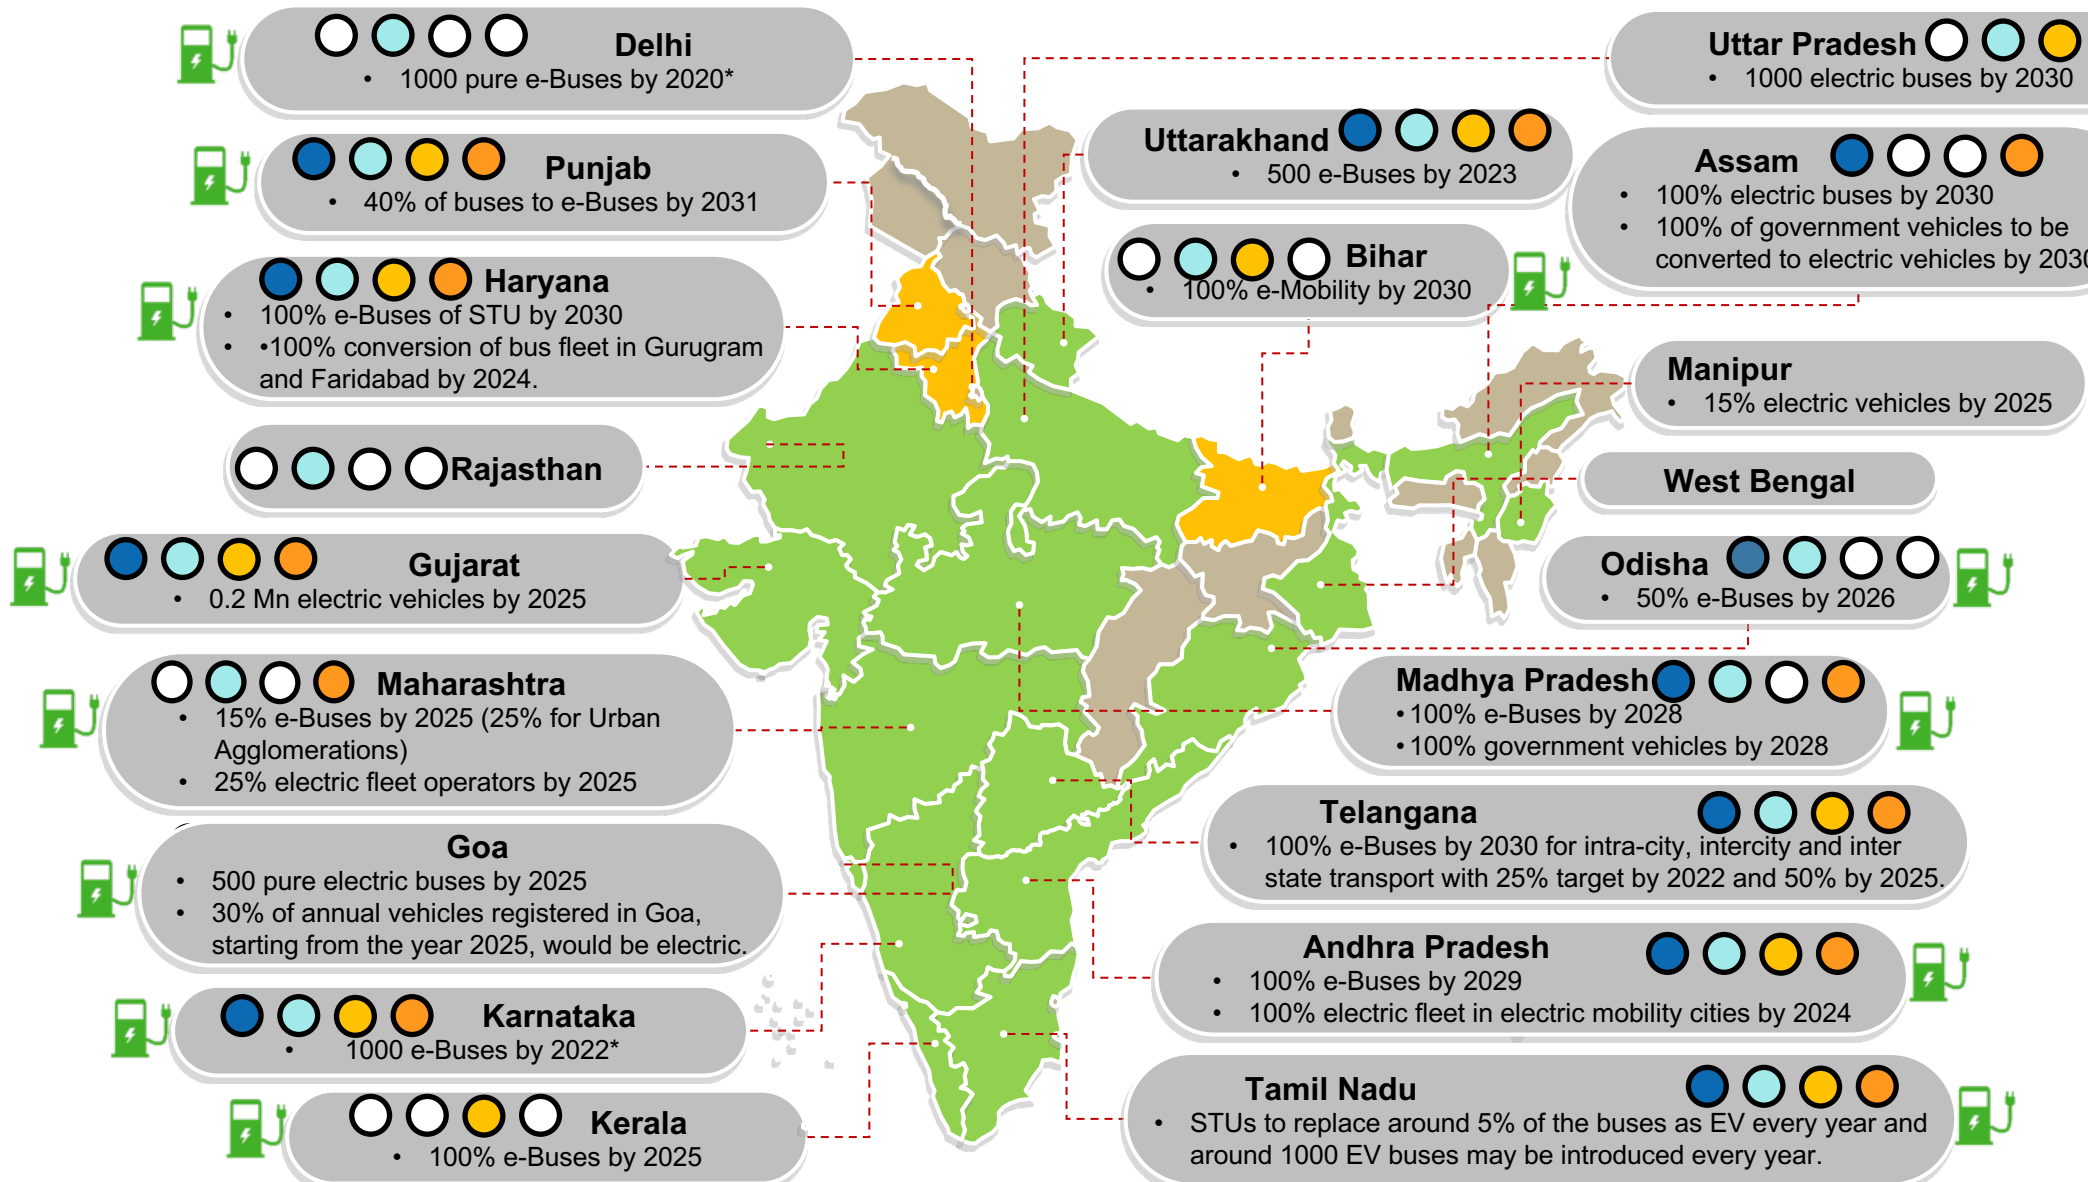 Delhi
• 1000 pure e-Buses by 2020*
Punjab
• 40% of buses to e-Buses by 2031
Haryana
• 100% e-Buses of STU by 2030
• •100% conversion of bus fleet in Gurugram
and Faridabad by 2024.
Rajasthan
Gujarat
• 0.2 Mn electric vehicles by 2025
Maharashtra
• 15% e-Buses by 2025 (25% for Urban
Agglomerations)
• 25% electric fleet operators by 2025
Goa
• 500 pure electric buses by 2025
• 30% of annual vehicles registered in Goa,
starting from the year 2025, would be electric.
Karnataka
• 1000 e-Buses by 2022*
Kerala
• 100% e-Buses by 2025
Uttar Pradesh
• 1000 electric buses by 2030
Uttarakhand
• 500 e-Buses by 2023
Assam
• 100% electric buses by 2030
• 100% of government vehicles to be
converted to electric vehicles by 2030
Bihar
• 100% e-Mobility by 2030
Manipur
• 15% electric vehicles by 2025
West Bengal
Odisha
• 50% e-Buses by 2026
Madhya Pradesh
•100% e-Buses by 2028
•100% government vehicles by 2028
Telangana
• 100% e-Buses by 2030 for intra-city, intercity and inter
state transport with 25% target by 2022 and 50% by 2025.
Andhra Pradesh
• 100% e-Buses by 2029
• 100% electric fleet in electric mobility cities by 2024
Tamil Nadu
• STUs to replace around 5% of the buses as EV every year and
around 1000 EV buses may be introduced every year.